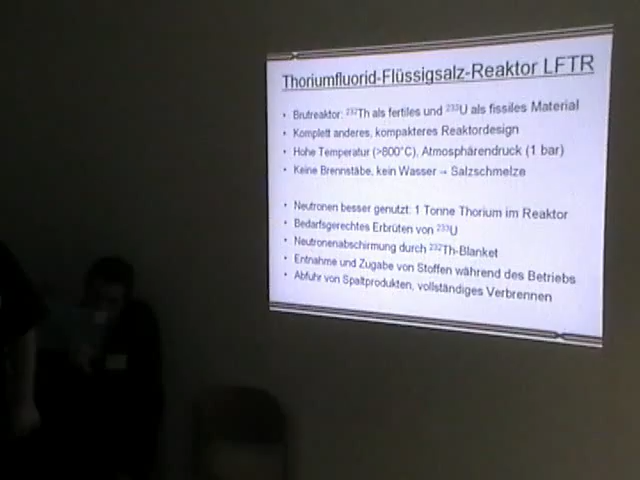 Thoriumfluorid-Flüssigsalz-Reaktor LFTR
• Brutreaktor: ²³²Th als fertiles und ²³³U als fissiles Material
• Komplett anderes, kompakteres Reaktordesign
• Hohe Temperatur (>800°C), Atmosphärendruck (1 bar)
• Keine Brennstäbe, kein Wasser → Salzschmelze
• Neutronen besser genutzt: 1 Tonne Thorium im Reaktor
• Bedarfsgerechtes Erbrüten von ²³³U
• Neutronenabschirmung durch ²³²Th-Blanket
• Entnahme und Zugabe von Stoffen während des Betriebs
• Abfuhr von Spaltprodukten, vollständiges Verbrennen